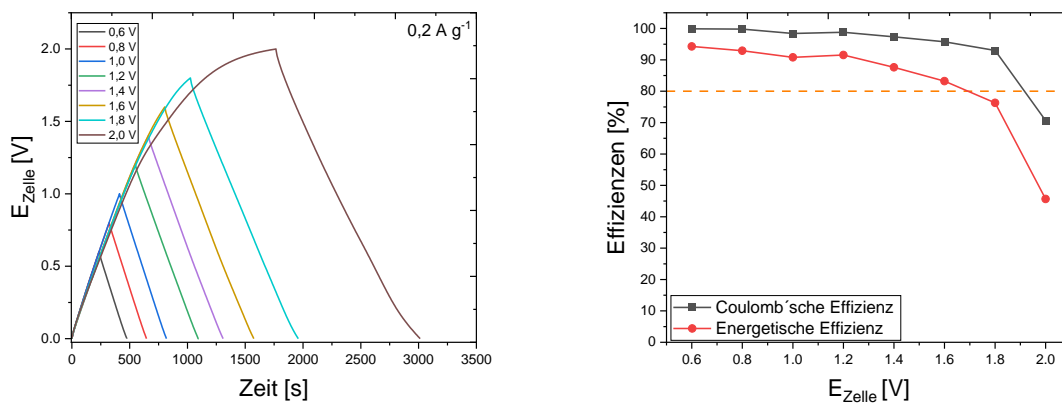 0,2 A g-1
0,6 V
0,8 V
1,0 V
1,2 V
1,4 V
1,6 V
1,8 V
2,0 V
2.0
1.5
1.0
0.5
0.0
EZelle [V]
0 500 1000 1500 2000 2500 3000 3500
Zeit [s]
100
90
80
70
60
50
40
30
20
10
0
Effizienzen [%]
Coulomb´sche Effizienz
Energetische Effizienz
0.6 0.8 1.0 1.2 1.4 1.6 1.8 2.0
EZelle [V]